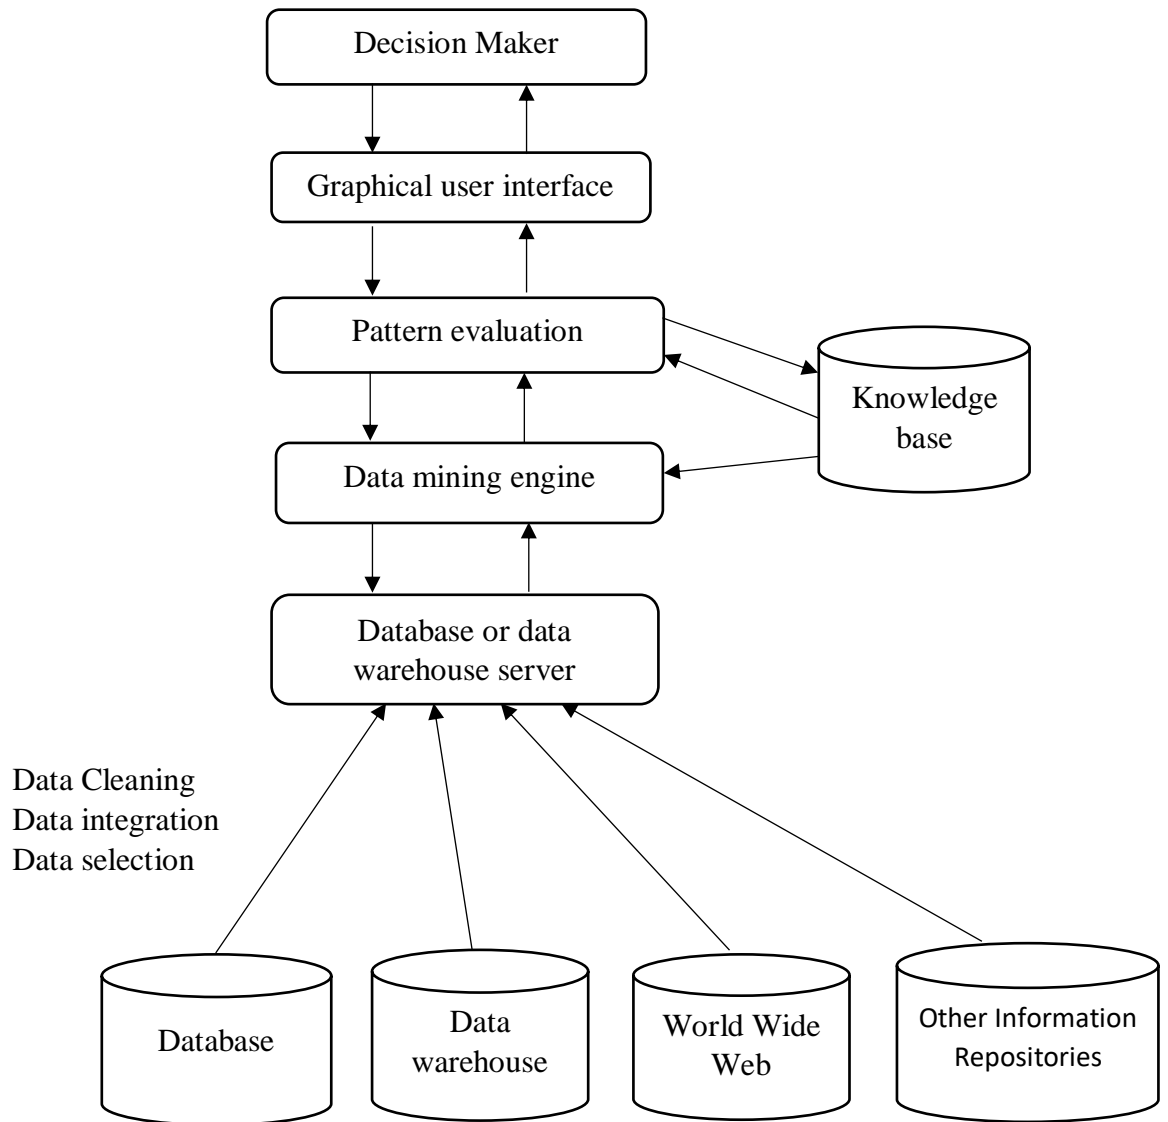 Decision Maker
Graphical user interface
Pattern evaluation
Knowledge
base
Data mining engine
Database or data
warehouse server
Data Cleaning
Data integration
Data selection
Database
Data
warehouse
World Wide
Web
Other Information
Repositories